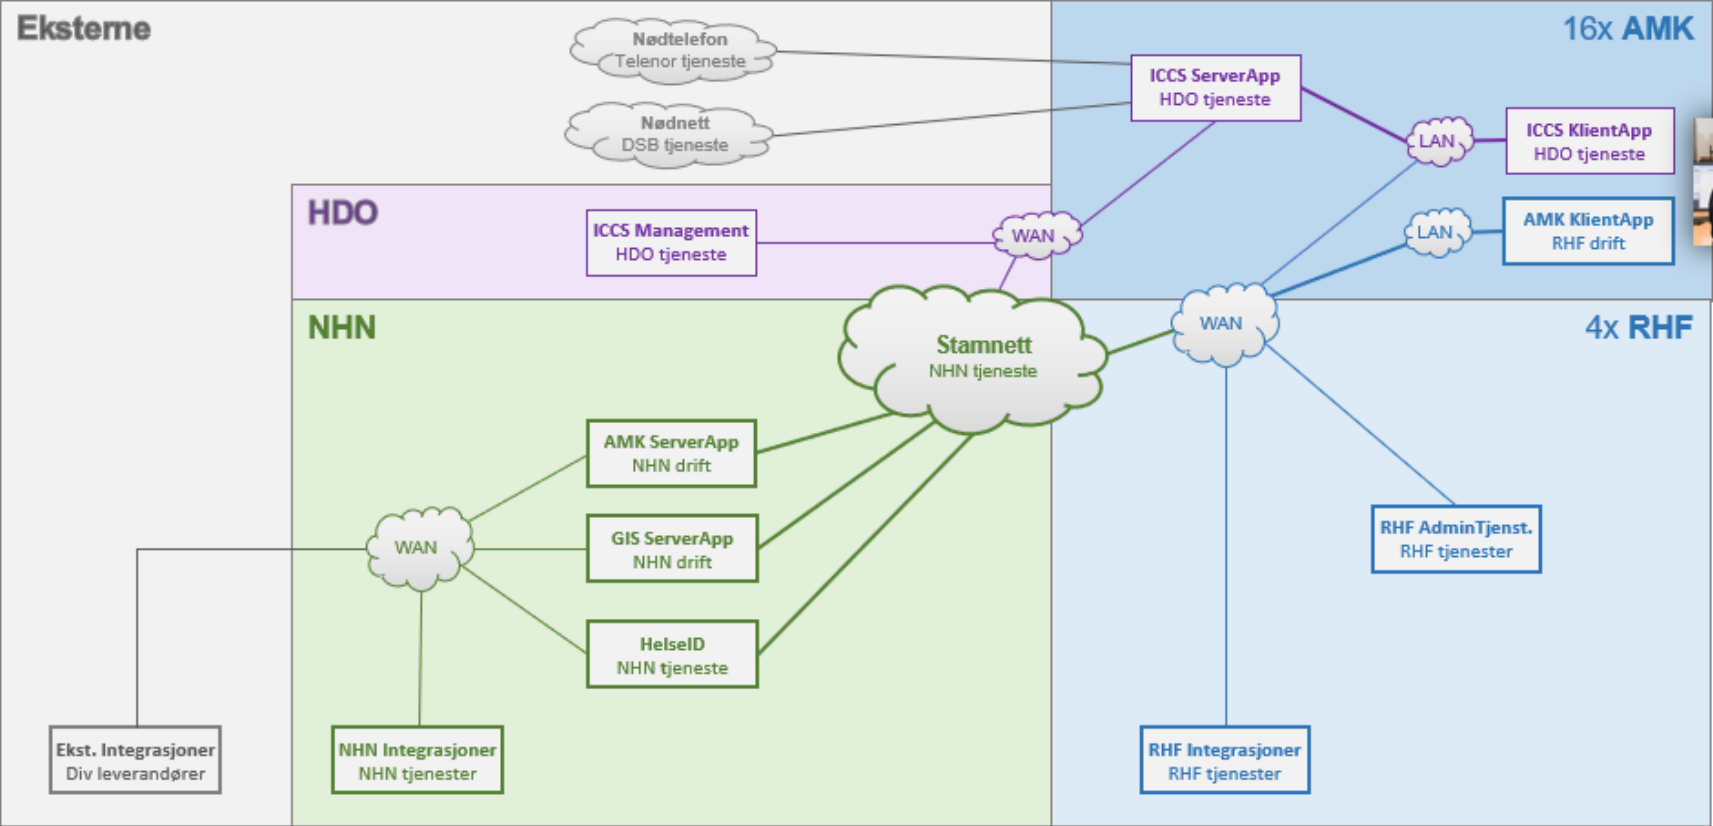 Eksterne
Nødtelefon
Telenor tjeneste
Nødnett
DSB tjeneste
16x AMK
ICCS ServerApp
HDO tjeneste
LAN
ICCS KlientApp
HDO tjeneste
LAN
AMK KlientApp
RHF drift
HDO
ICCS Management
HDO tjeneste
WAN
NHN
Stamnett
NHN tjeneste
WAN
4x RHF
AMK ServerApp
NHN drift
WAN
GIS ServerApp
NHN drift
HelseID
NHN tjeneste
RHF AdminTjenst.
RHF tjenester
Ekst. Integrasjoner
Div leverandører
NHN Integrasjoner
NHN tjenester
RHF Integrasjoner
RHF tjenester